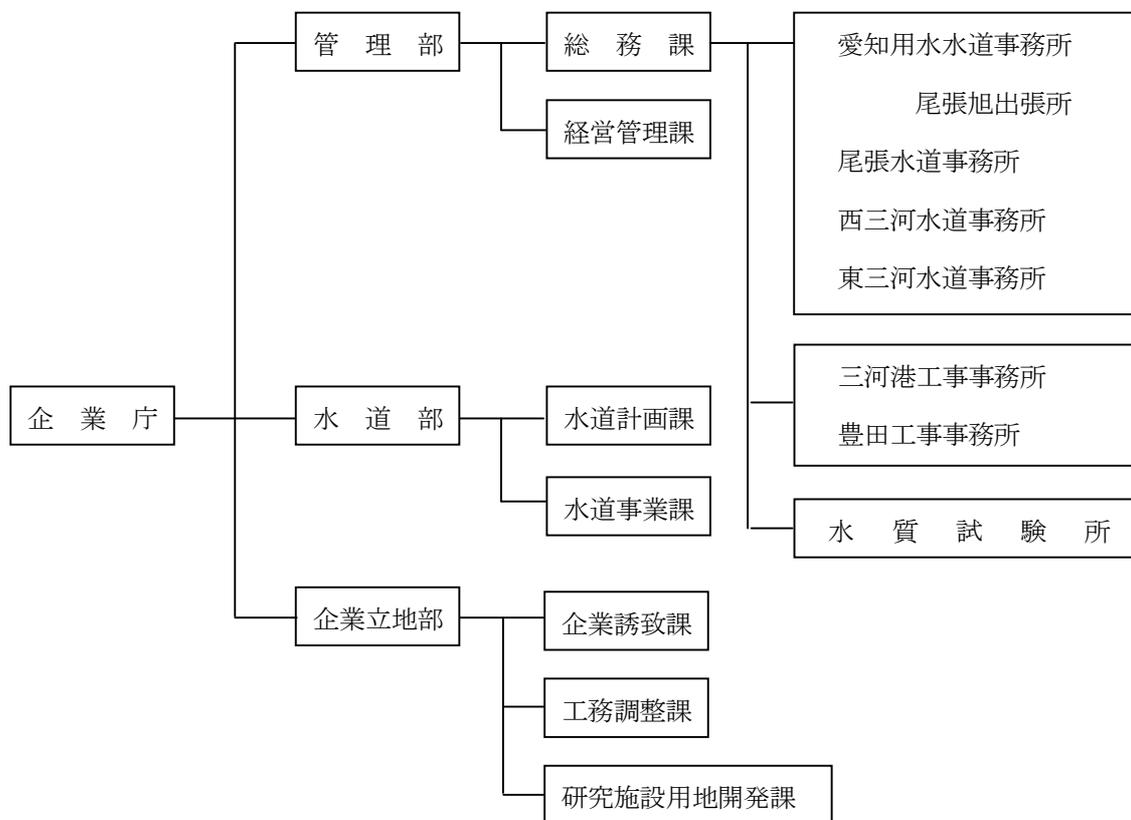 管理部
総務課
経営管理課
愛知用水水道事務所
尾張旭出張所
尾張水道事務所
西三河水道事務所
東三河水道事務所
三河港工事事務所
豊田工事事務所
水質試験所
企業庁
水道部
水道計画課
水道事業課
企業立地部
企業誘致課
工務調整課
研究施設用地開発課